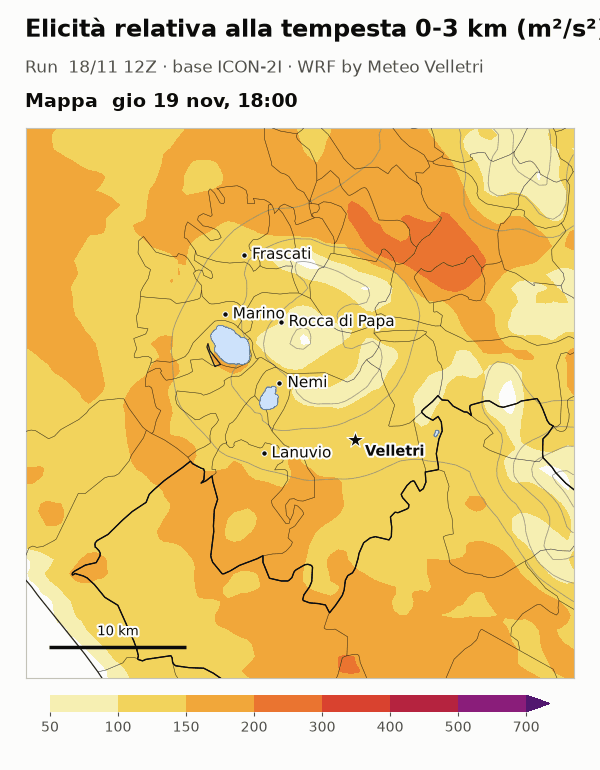 Elicità relativa alla tempesta 0-3 km (m²/s²)
Run 18/11 12Z · base ICON-2I · WRF by Meteo Velletri
Mappa gio 19 nov, 18:00
Frascati
Marino
Rocca di Papa
Nemi
Velletri
Lanuvio
10 km
50 100 150 200 300 400 500 700